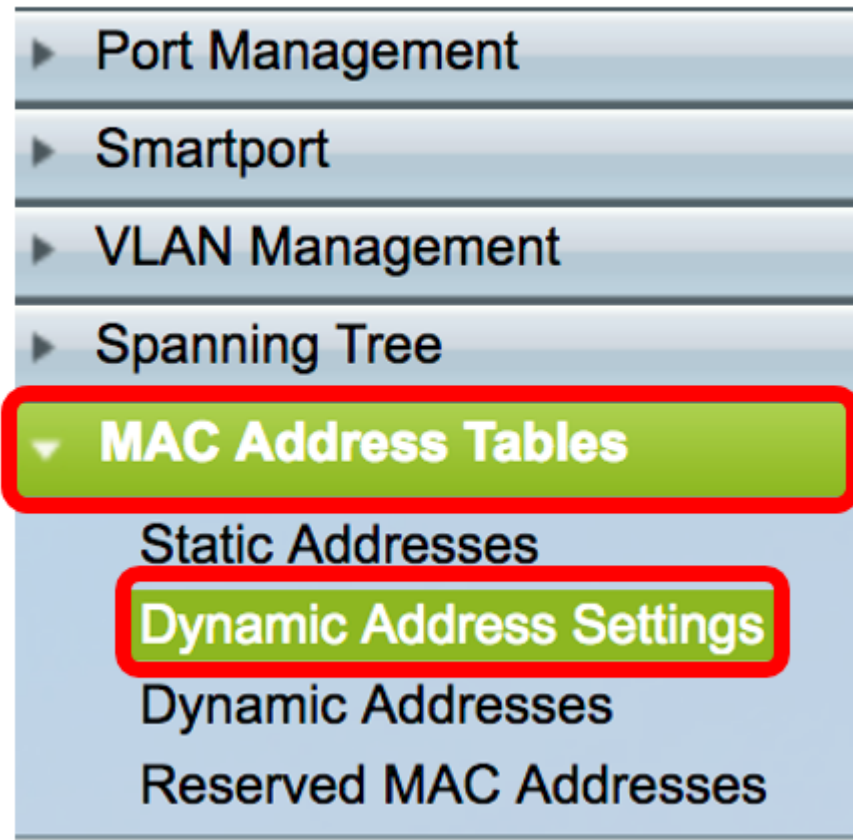 Port Management
Smartport
VLAN Management
Spanning Tree
MAC Address Tables
Static Addresses
Dynamic Address Settings
Dynamic Addresses
Reserved MAC Addresses